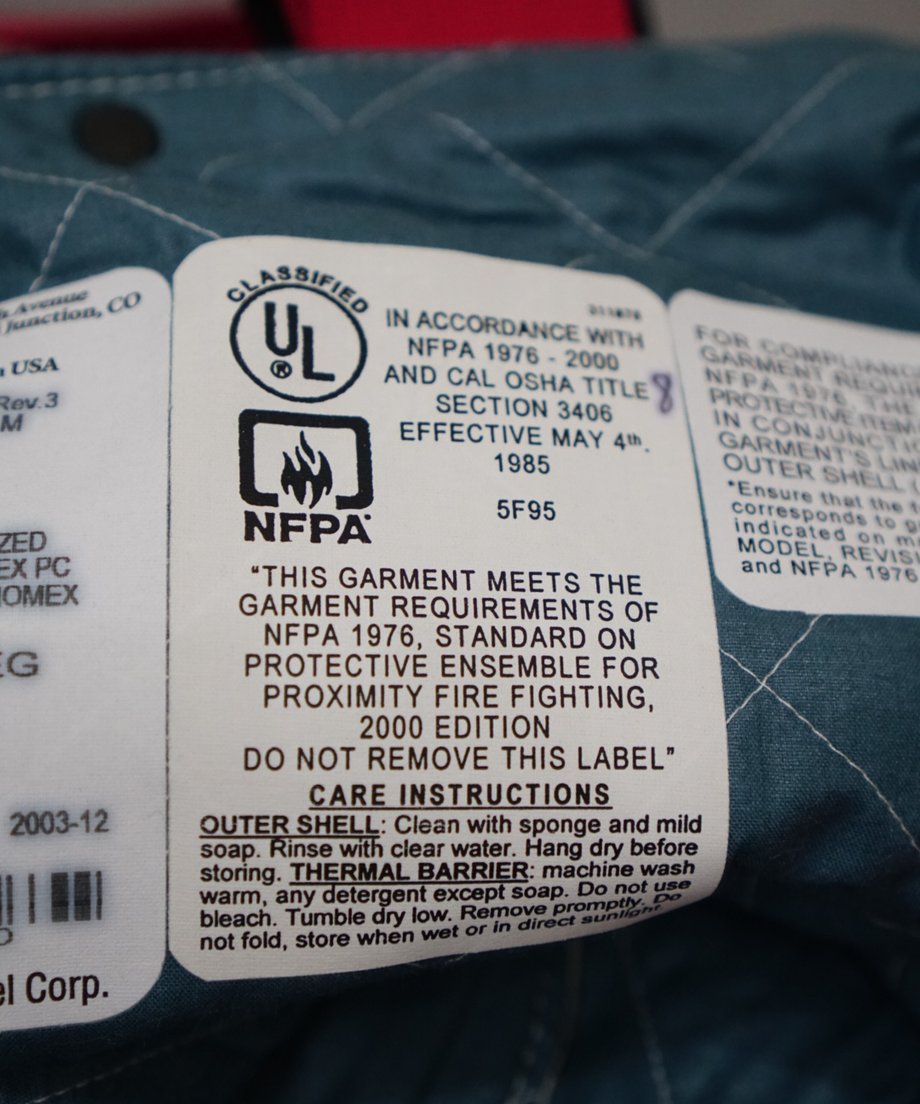 Avenue
Junction, CO
USA
Rev.3
M
ZED
EX PC
NOMEX
EG
2003-12
el Corp.
CLASSIFIED
UL
®
NFPA
IN ACCORDANCE WITH
NFPA 1976 - 2000
AND CAL OSHA TITLE 8
SECTION 3406
EFFECTIVE MAY 4th.
1985
5F95
"THIS GARMENT MEETS THE
GARMENT REQUIREMENTS OF
NFPA 1976, STANDARD ON
PROTECTIVE ENSEMBLE FOR
PROXIMITY FIRE FIGHTING,
2000 EDITION
DO NOT REMOVE THIS LABEL"
CARE INSTRUCTIONS
OUTER SHELL: Clean with sponge and mild
soap. Rinse with clear water. Hang dry before
storing. THERMAL BARRIER: machine wash
warm, any detergent except soap. Do not use
bleach. Tumble dry low. Remove promptly. Do
not fold, store when wet or in direct sunlight.
FOR COMPLIANC
GARMENT REQUI
NFPA 1976, THE
PROTECTIVE ITEM
IN CONJUNCTI
GARMENT'S LIN
OUTER SHELL (
*Ensure that the
corresponds to g
indicated on m
MODEL, REVIS
and NFPA 1976